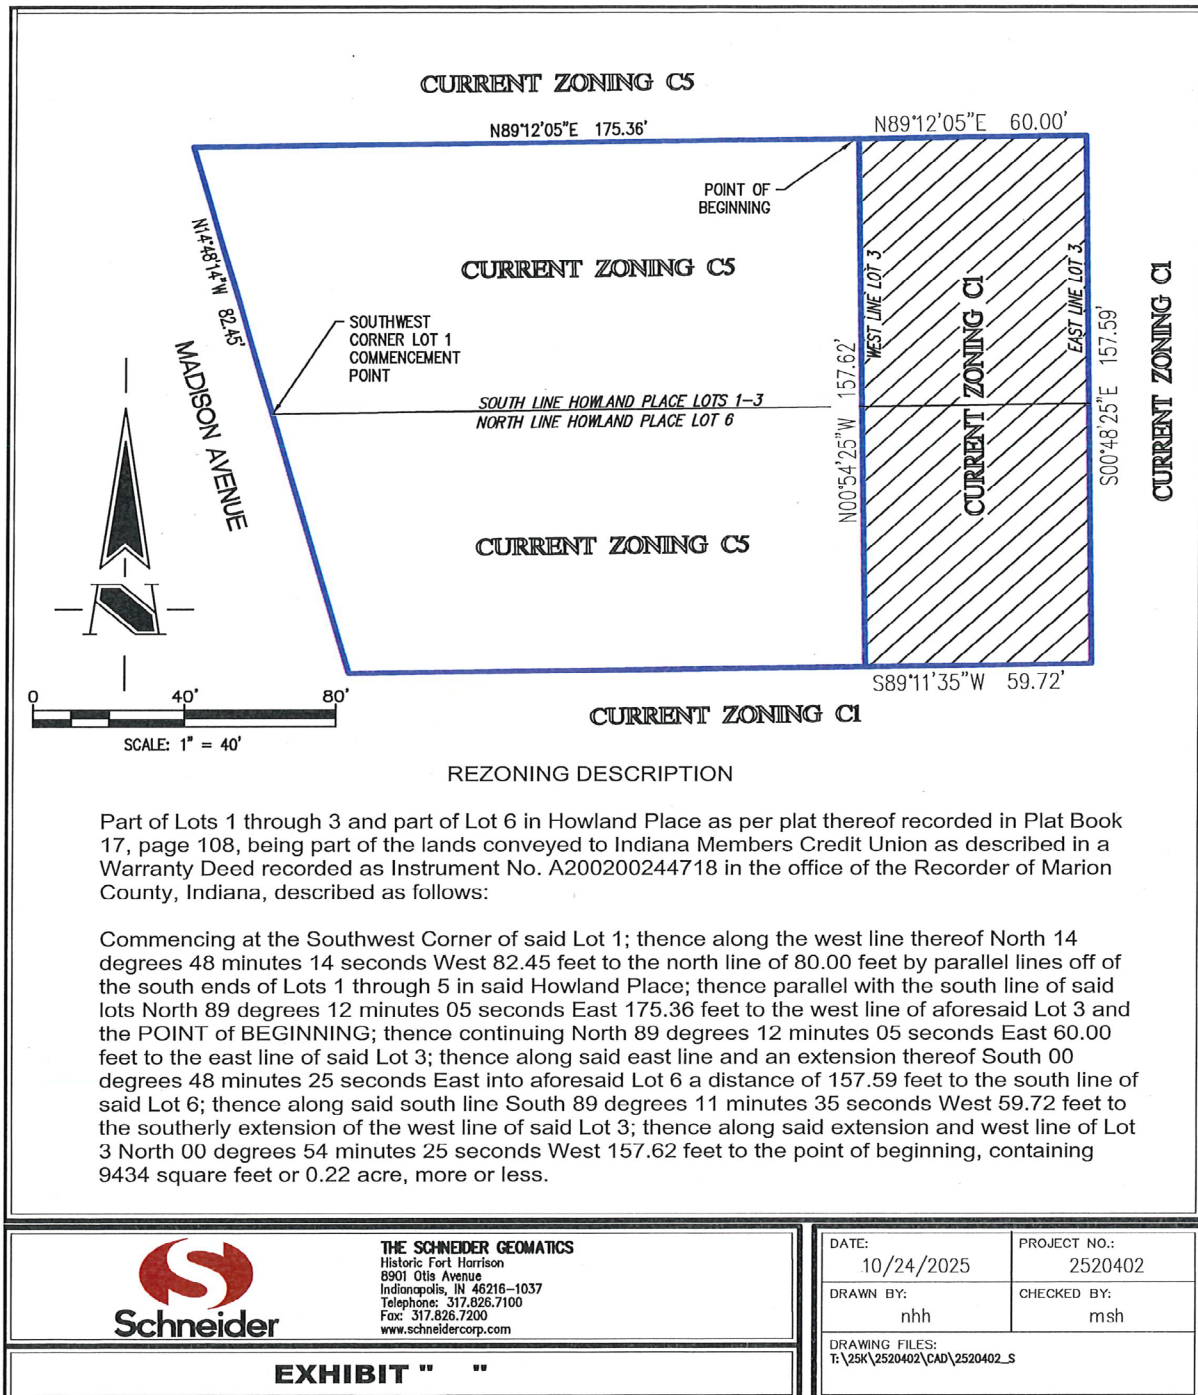 CURRENT ZONING C5
N89°12'05"E 175.36'
N89°12'05"E 60.00'
POINT OF
BEGINNING
N14°48'14"W 82.45'
CURRENT ZONING C5
WEST LINE LOT 3
EAST LINE LOT 3
CURRENT ZONING C1
CURRENT ZONING C1
SOUTHWEST
CORNER LOT 1
COMMENCEMENT
POINT
MADISON AVENUE
SOUTH LINE HOWLAND PLACE LOTS 1-3
NORTH LINE HOWLAND PLACE LOT 6
N00°54'25"W 157.62'
S00°48'25"E 157.59'
CURRENT ZONING C5
N
S89°11'35"W 59.72'
0 40' 80'
SCALE: 1" = 40'
CURRENT ZONING C1
REZONING DESCRIPTION
Part of Lots 1 through 3 and part of Lot 6 in Howland Place as per plat thereof recorded in Plat Book
17, page 108, being part of the lands conveyed to Indiana Members Credit Union as described in a
Warranty Deed recorded as Instrument No. A200200244718 in the office of the Recorder of Marion
County, Indiana, described as follows:
Commencing at the Southwest Corner of said Lot 1; thence along the west line thereof North 14
degrees 48 minutes 14 seconds West 82.45 feet to the north line of 80.00 feet by parallel lines off of
the south ends of Lots 1 through 5 in said Howland Place; thence parallel with the south line of said
lots North 89 degrees 12 minutes 05 seconds East 175.36 feet to the west line of aforesaid Lot 3 and
the POINT of BEGINNING; thence continuing North 89 degrees 12 minutes 05 seconds East 60.00
feet to the east line of said Lot 3; thence along said east line and an extension thereof South 00
degrees 48 minutes 25 seconds East into aforesaid Lot 6 a distance of 157.59 feet to the south line of
said Lot 6; thence along said south line South 89 degrees 11 minutes 35 seconds West 59.72 feet to
the southerly extension of the west line of said Lot 3; thence along said extension and west line of Lot
3 North 00 degrees 54 minutes 25 seconds West 157.62 feet to the point of beginning, containing
9434 square feet or 0.22 acre, more or less.
Schneider
THE SCHNEIDER GEOMATICS
Historic Fort Harrison
8901 Otis Avenue
Indianapolis, IN 46216-1037
Telephone: 317.826.7100
Fax: 317.826.7200
www.schneidercorp.com
EXHIBIT " "
DATE:
10/24/2025
PROJECT NO.:
2520402
DRAWN BY:
nhh
CHECKED BY:
msh
DRAWING FILES:
T:\25K\2520402\CAD\2520402_S